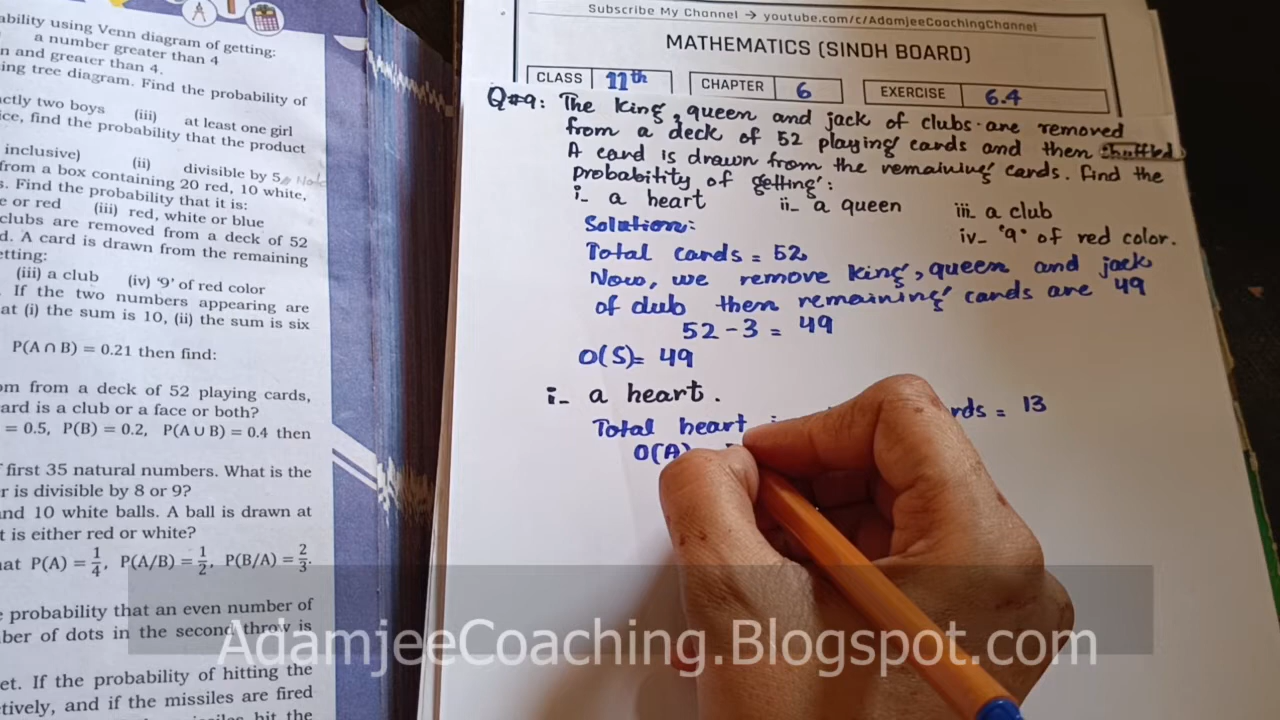 ability using Venn diagram of getting:
a number greater than 4
n and greater than 4.
ing tree diagram. Find the probability of
ctly two boys (iii) at least one girl
ice, find the probability that the product
inclusive) (ii) divisible by 5
from a box containing 20 red, 10 white,
s. Find the probability that it is:
e or red (iii) red, white or blue
clubs are removed from a deck of 52
d. A card is drawn from the remaining
etting:
(iii) a club (iv) '9' of red color
. If the two numbers appearing are
at (i) the sum is 10, (ii) the sum is six
P(A ∩ B) = 0.21 then find:
om from a deck of 52 playing cards,
ard is a club or a face or both?
= 0.5, P(B) = 0.2, P(A ∪ B) = 0.4 then
first 35 natural numbers. What is the
r is divisible by 8 or 9?
nd 10 white balls. A ball is drawn at
t is either red or white?
at P(A) = 1/4, P(A/B) = 1/2, P(B/A) = 2/3.
e probability that an even number of
ber of dots in the second throw is
et. If the probability of hitting the
tively, and if the missiles are fired
Subscribe My Channel → youtube.com/c/AdamjeeCoachingChannel
MATHEMATICS (SINDH BOARD)
CLASS 11th CHAPTER 6 EXERCISE 6.4
Q#9: The king, queen and jack of clubs are removed
from a deck of 52 playing cards and then shuffled.
A card is drawn from the remaining cards. Find the
probability of getting:
i- a heart ii- a queen iii- a club
iv- '9' of red color.
Solution:
Total cards = 52
Now, we remove king, queen and jack
of club then remaining cards are 49
52 - 3 = 49
O(S) = 49
i- a heart.
Total heart rds = 13
O(A)
AdamjeeCoaching.Blogspot.com